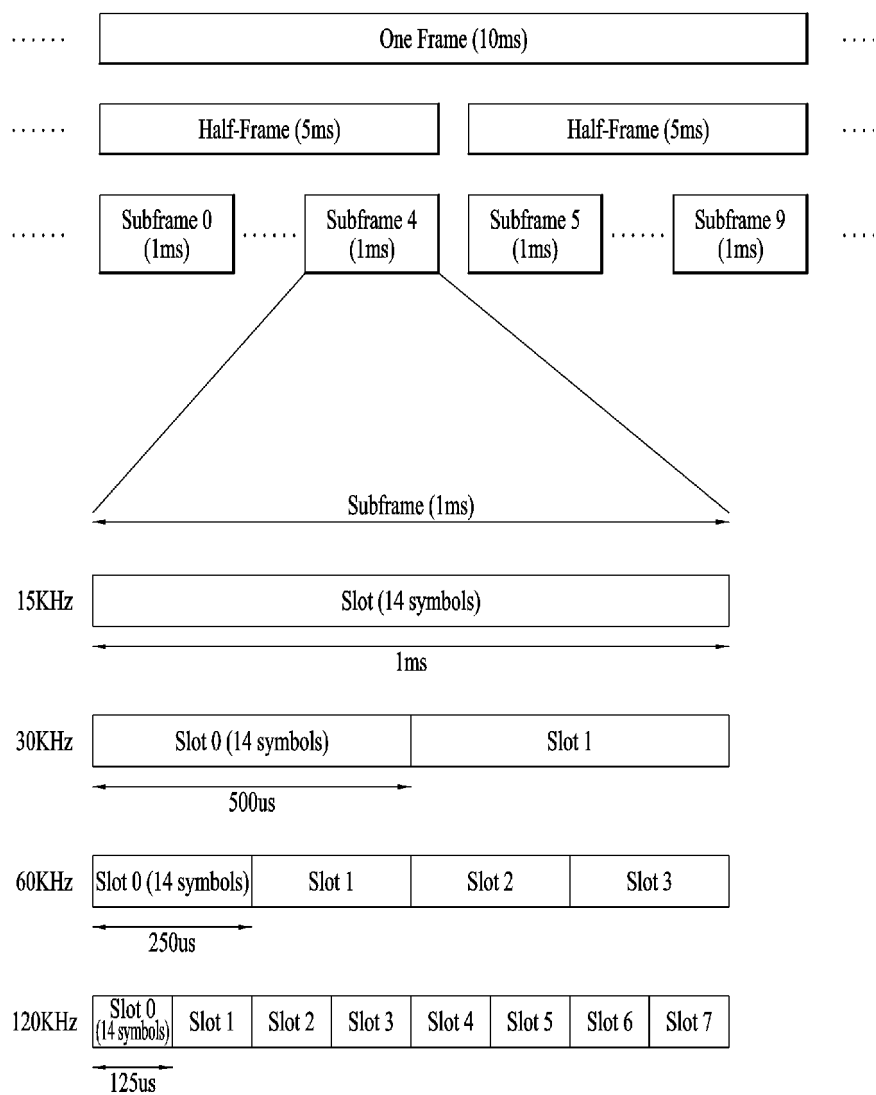 ...... One Frame (10ms) ....
...... Half-Frame (5ms) Half-Frame (5ms) ....
...... Subframe 0 (1ms) ...... Subframe 4 (1ms) Subframe 5 (1ms) ...... Subframe 9 (1ms) ....
Subframe (1ms)
15KHz Slot (14 symbols)
1ms
30KHz Slot 0 (14 symbols) Slot 1
500us
60KHz Slot 0 (14 symbols) Slot 1 Slot 2 Slot 3
250us
120KHz Slot 0 (14 symbols) Slot 1 Slot 2 Slot 3 Slot 4 Slot 5 Slot 6 Slot 7
125us